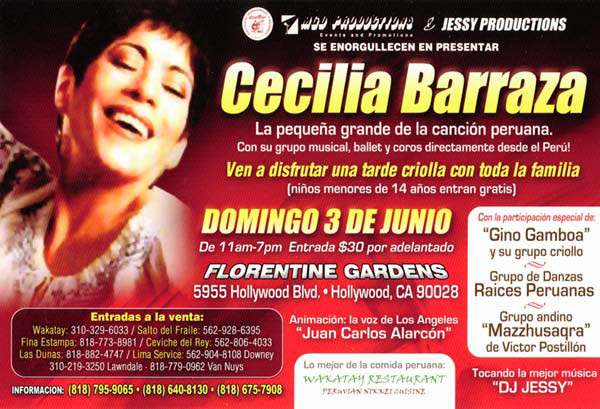 MGD PRODUCTIONS & JESSY PRODUCTIONS
Events and Promotions
SE ENORGULLECEN EN PRESENTAR
Cecilia Barraza
La pequeña grande de la canción peruana.
Con su grupo musical, ballet y coros directamente desde el Perú!
Ven a disfrutar una tarde criolla con toda la familia
(niños menores de 14 años entran gratis)
DOMINGO 3 DE JUNIO
De 11am-7pm Entrada $30 por adelantado
FLORENTINE GARDENS
5955 Hollywood Blvd. • Hollywood, CA 90028
Animación: la voz de Los Angeles
"Juan Carlos Alarcón"
Con la participación especial de:
"Gino Gamboa"
y su grupo criollo
Grupo de Danzas
Raices Peruanas
Grupo andino
"Mazzhusaqra"
de Victor Postillón
Tocando la mejor música
"DJ JESSY"
Lo mejor de la comida peruana:
WAKATAY RESTAURANT
PERUVIAN NIKKEI CUISINE
Entradas a la venta:
Wakatay: 310-329-6033 / Salto del Fraile: 562-928-6395
Fina Estampa: 818-773-8981 / Ceviche del Rey: 562-806-4033
Las Dunas: 818-882-4747 / Lima Service: 562-904-8108 Downey
310-219-3250 Lawndale · 818-779-0962 Van Nuys
INFORMACION: (818) 795-9065 • (818) 640-8130 • (818) 675-7908